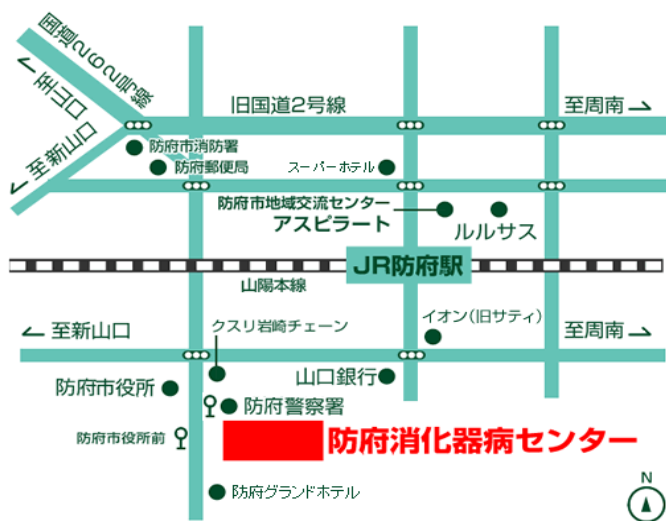 国道262号線
至山口
至新山口
旧国道2号線
至周南
防府市消防署
防府郵便局
スーパーホテル
防府市地域交流センター
アスピラート
ルルサス
JR防府駅
山陽本線
至新山口
クスリ岩崎チェーン
イオン(旧サティ)
至周南
防府市役所
山口銀行
防府警察署
防府市役所前
防府消化器病センター
防府グランドホテル
N